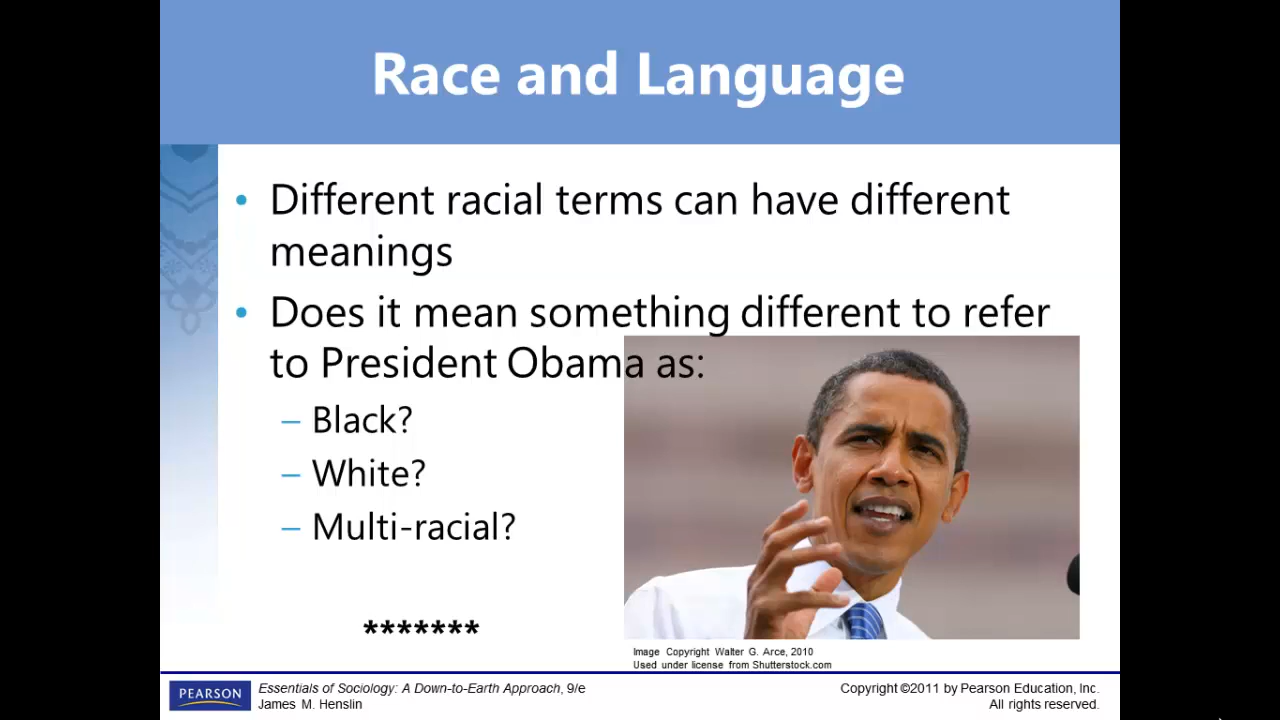 Race and Language
• Different racial terms can have different
meanings
• Does it mean something different to refer
to President Obama as:
– Black?
– White?
– Multi-racial?
*******
Image Copyright Walter G. Arce, 2010
Used under license from Shutterstock.com
PEARSON
Essentials of Sociology: A Down-to-Earth Approach, 9/e
James M. Henslin
Copyright ©2011 by Pearson Education, Inc.
All rights reserved.